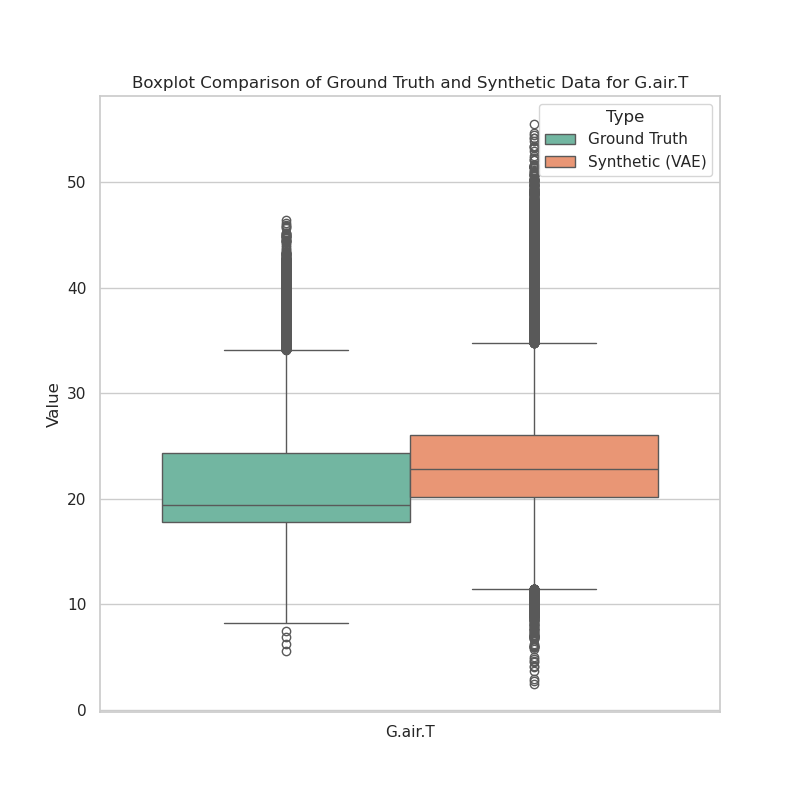 Boxplot Comparison of Ground Truth and Synthetic Data for G.air.T
Type
Ground Truth
Synthetic (VAE)
50
40
30
20
10
0
Value
G.air.T